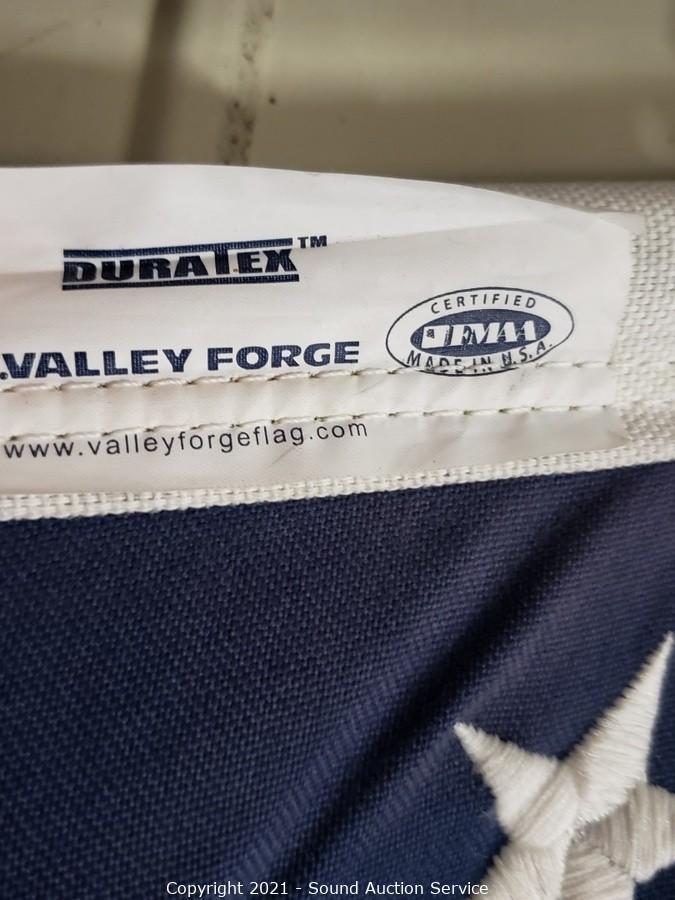 DURATEX™
CERTIFIED
FMAA
MADE IN U.S.A.
.VALLEY FORGE
www.valleyforgeflag.com
Copyright 2021 - Sound Auction Service